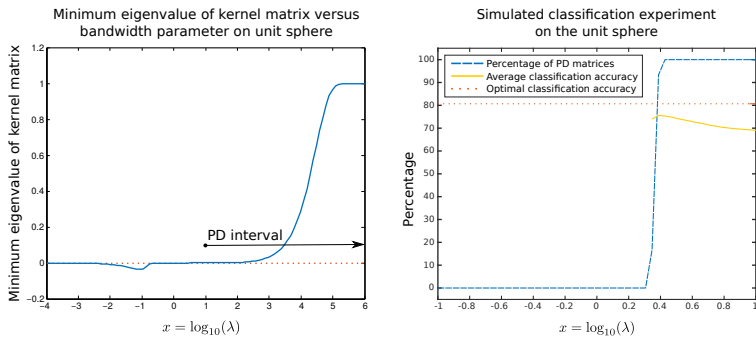 Minimum eigenvalue of kernel matrix versus
bandwidth parameter on unit sphere
Minimum eigenvalue of kernel matrix
1.2
1
0.8
0.6
0.4
0.2
0
-0.2
PD interval
-4 -3 -2 -1 0 1 2 3 4 5 6
x = log10(λ)
Simulated classification experiment
on the unit sphere
Percentage
100
90
80
70
60
50
40
30
20
10
0
Percentage of PD matrices
Average classification accuracy
Optimal classification accuracy
-1 -0.8 -0.6 -0.4 -0.2 0 0.2 0.4 0.6 0.8 1
x = log10(λ)